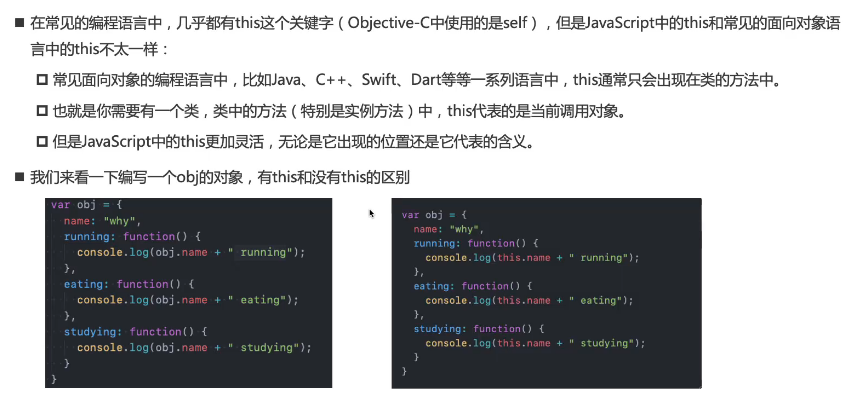 ■ 在常见的编程语言中，几乎都有this这个关键字（Objective-C中使用的是self），但是JavaScript中的this和常见的面向对象语
言中的this不太一样：
常见面向对象的编程语言中，比如Java、C++、Swift、Dart等等一系列语言中，this通常只会出现在类的方法中。
也就是你需要有一个类，类中的方法（特别是实例方法）中，this代表的是当前调用对象。
但是JavaScript中的this更加灵活，无论是它出现的位置还是它代表的含义。
■ 我们来看一下编写一个obj的对象，有this和没有this的区别
var obj = {
name: "why",
running: function() {
console.log(obj.name + " running");
},
eating: function() {
console.log(obj.name + " eating");
},
studying: function() {
console.log(obj.name + " studying");
}
}
var obj = {
name: "why",
running: function() {
console.log(this.name + " running");
},
eating: function() {
console.log(this.name + " eating");
},
studying: function() {
console.log(this.name + " studying");
}
}